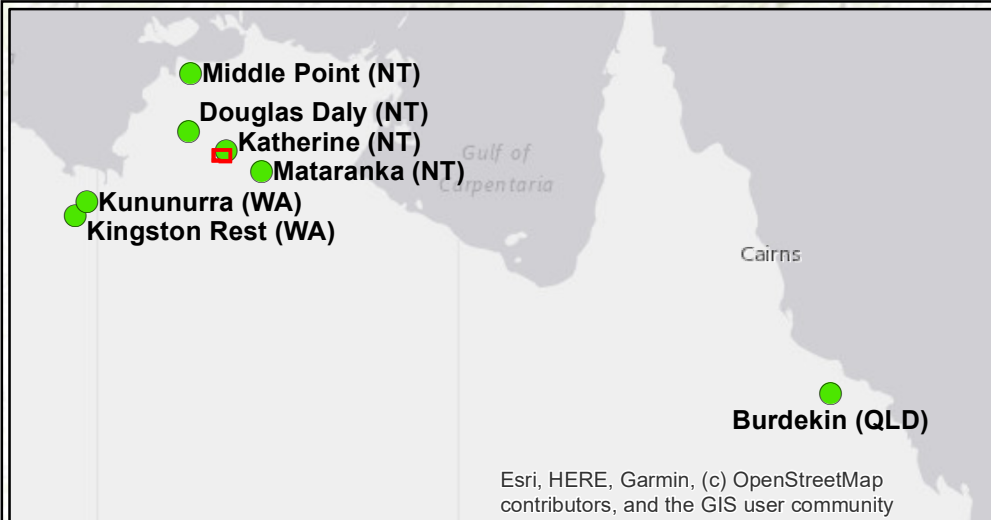 Middle Point (NT)
Douglas Daly (NT)
Katherine (NT)
Gulf of
Carpentaria
Mataranka (NT)
Kununurra (WA)
Kingston Rest (WA)
Cairns
Burdekin (QLD)
Esri, HERE, Garmin, (c) OpenStreetMap
contributors, and the GIS user community